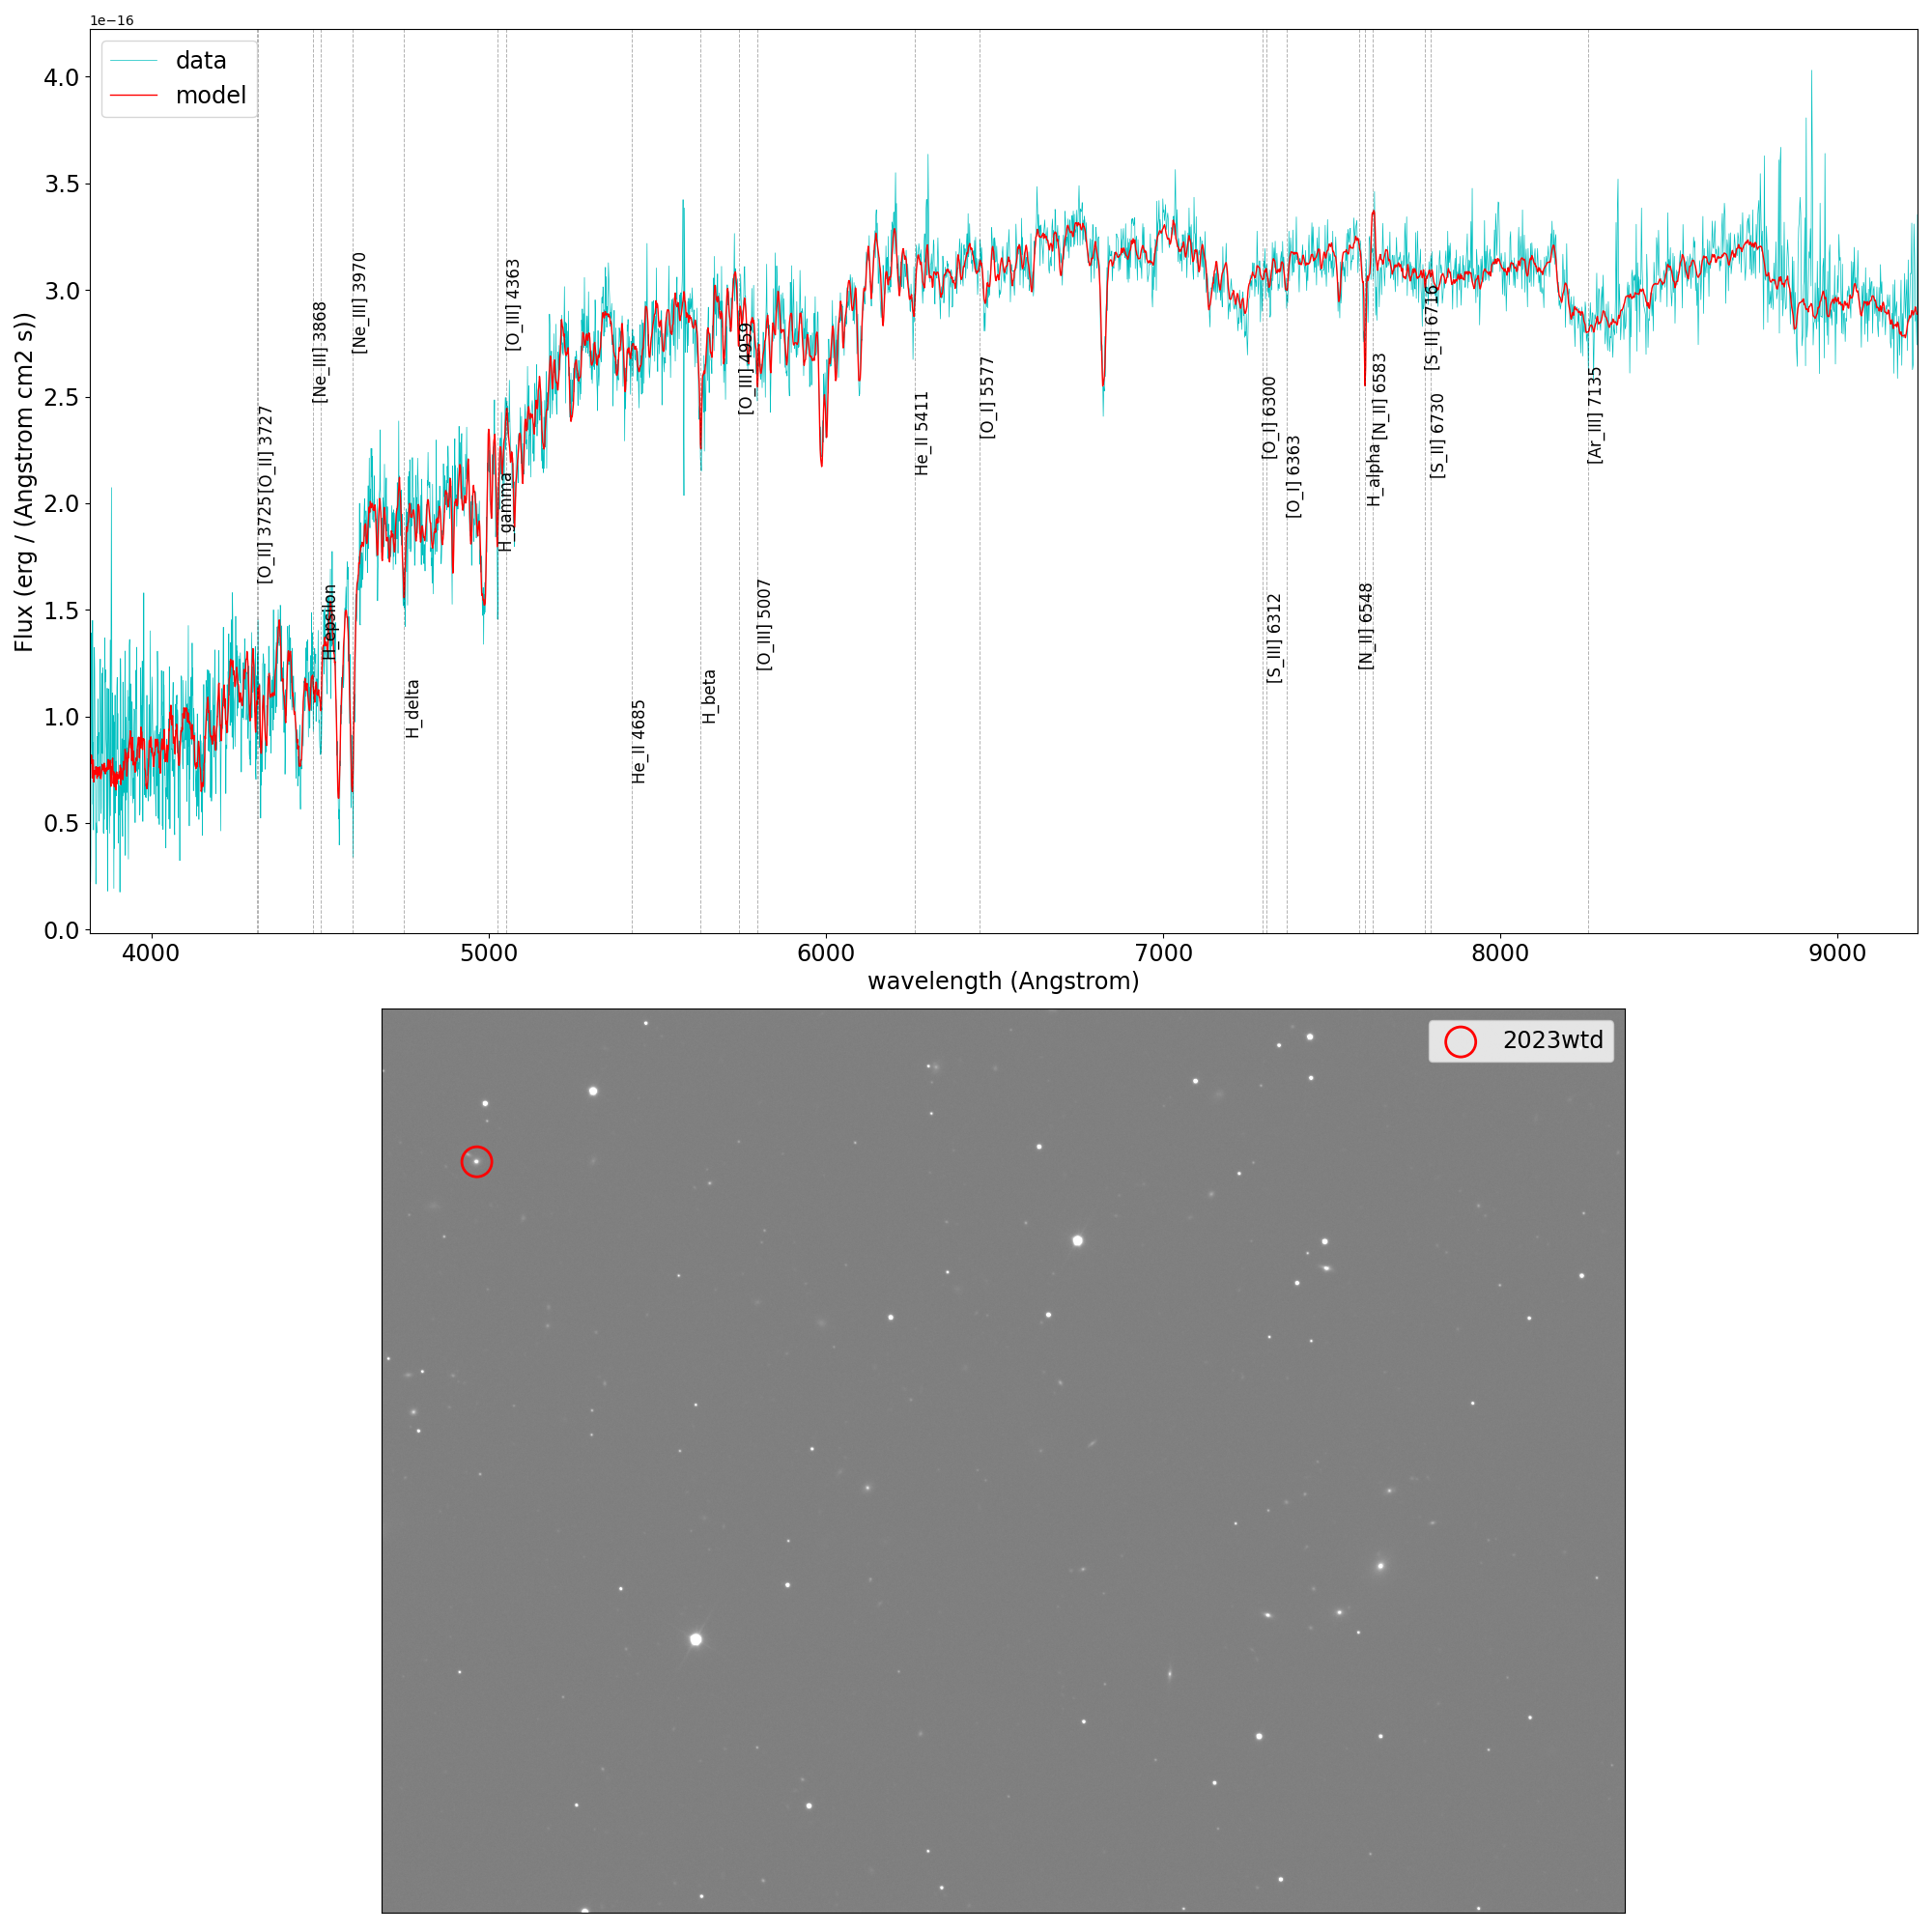 1e−16
data
model
4.0
3.5
3.0
2.5
2.0
1.5
1.0
0.5
0.0
Flux (erg / (Angstrom cm2 s))
[O_II] 3725
[O_II] 3727
[Ne_III] 3868
H_epsilon
[Ne_III] 3970
H_delta
H_gamma
[O_III] 4363
He_II 4685
H_beta
[O_III] 4959
[O_III] 5007
He_II 5411
[O_I] 5577
[O_I] 6300
[S_III] 6312
[O_I] 6363
[N_II] 6548
H_alpha
[N_II] 6583
[S_II] 6716
[S_II] 6730
[Ar_III] 7135
4000
5000
6000
7000
8000
9000
wavelength (Angstrom)
2023wtd